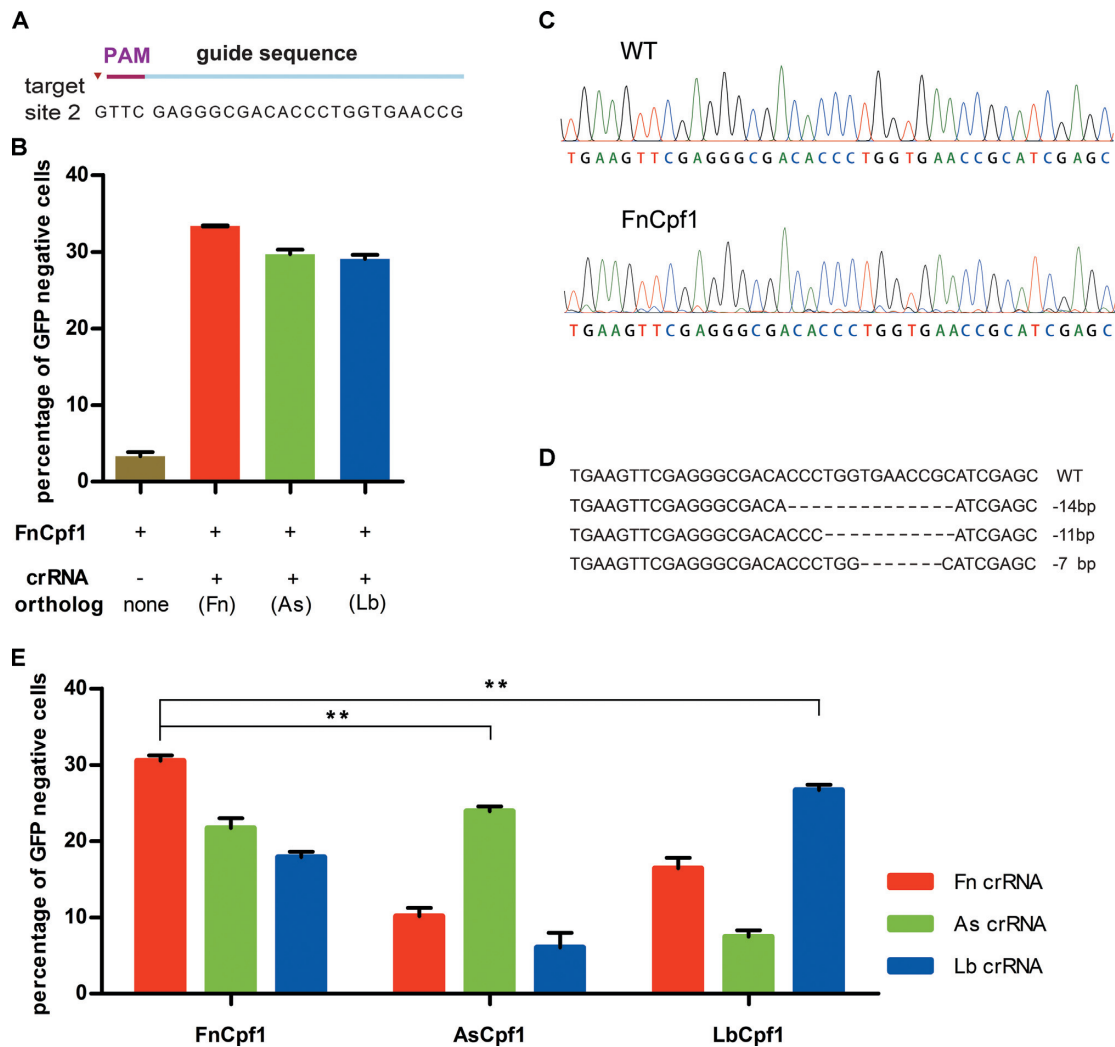 A
PAM guide sequence
target
site 2 GTTC GAGGGCGACACCCTGGTGAACCG
B
percentage of GFP negative cells
40
30
20
10
0
FnCpf1 + + + +
crRNA - + + +
ortholog none (Fn) (As) (Lb)
C
WT
TGAAGTTCGAGGGCGACACCCTGGTGAACCGCATCGAGC
FnCpf1
TGAAGTTCGAGGGCGACACCCTGGTGAACCGCATCGAGC
D
TGAAGTTCGAGGGCGACACCCTGGTGAACCGCATCGAGC WT
TGAAGTTCGAGGGCGACA--------------ATCGAGC -14bp
TGAAGTTCGAGGGCGACACCC-----------ATCGAGC -11bp
TGAAGTTCGAGGGCGACACCCTGG-------CATCGAGC -7 bp
E
percentage of GFP negative cells
40
30
20
10
0
**
**
FnCpf1 AsCpf1 LbCpf1
Fn crRNA
As crRNA
Lb crRNA